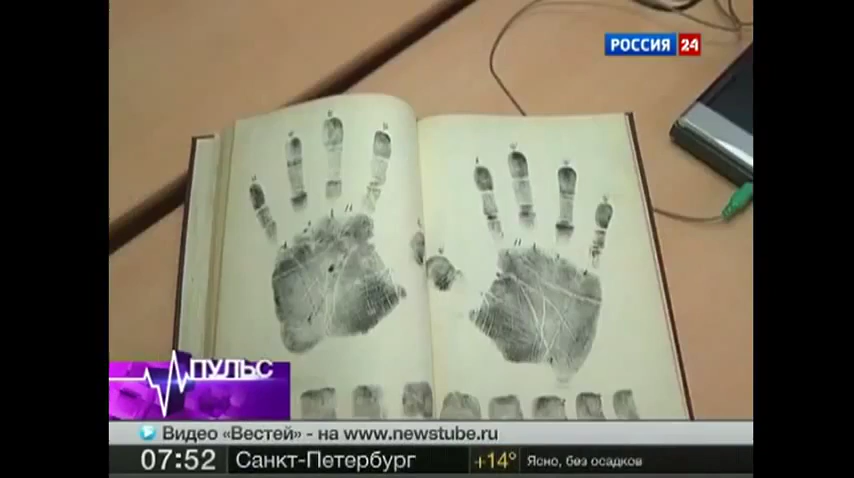 РОССИЯ 24
ПУЛЬС
Видео «Вестей» - на www.newstube.ru
07:52 Санкт-Петербург +14° Ясно, без осадков